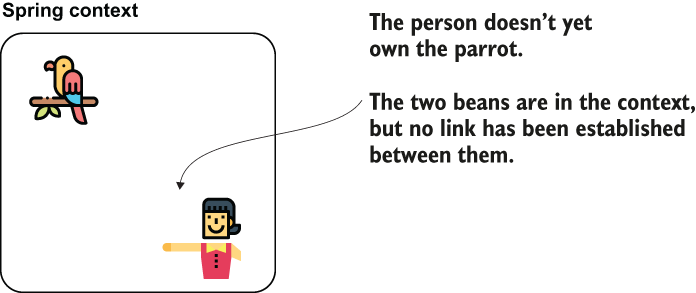 Spring context
The person doesn’t yet
own the parrot.
The two beans are in the context,
but no link has been established
between them.